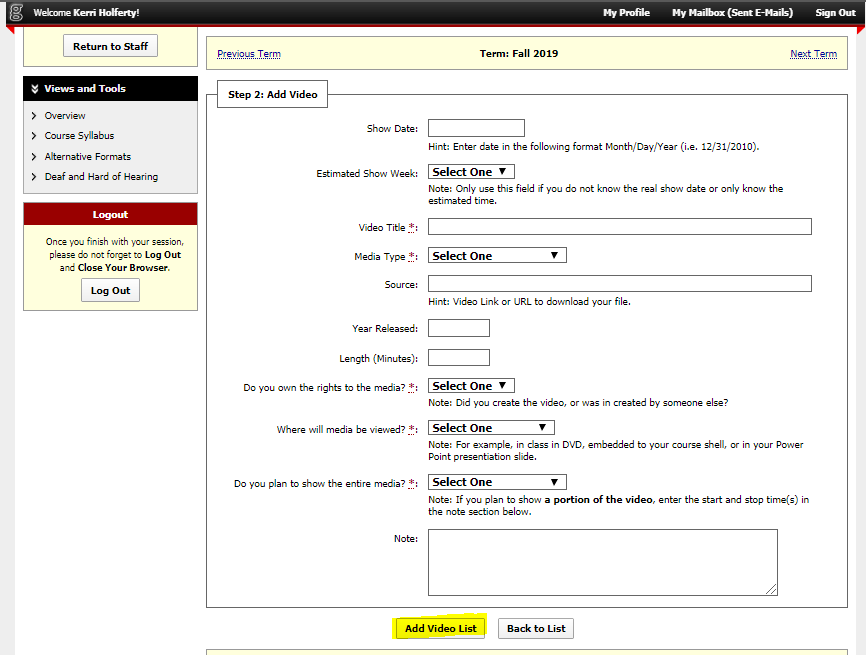 Welcome Kerri Holferty!
My Profile
My Mailbox (Sent E-Mails)
Sign Out
Return to Staff
Views and Tools
Overview
Course Syllabus
Alternative Formats
Deaf and Hard of Hearing
Logout
Once you finish with your session,
please do not forget to Log Out
and Close Your Browser.
Log Out
Previous Term
Term: Fall 2019
Next Term
Step 2: Add Video
Show Date:
Hint: Enter date in the following format Month/Day/Year (i.e. 12/31/2010).
Estimated Show Week: Select One
Note: Only use this field if you do not know the real show date or only know the
estimated time.
Video Title *:
Media Type *: Select One
Source:
Hint: Video Link or URL to download your file.
Year Released:
Length (Minutes):
Do you own the rights to the media? *: Select One
Note: Did you create the video, or was in created by someone else?
Where will media be viewed? *: Select One
Note: For example, in class in DVD, embedded to your course shell, or in your Power
Point presentiation slide.
Do you plan to show the entire media? *: Select One
Note: If you plan to show a portion of the video, enter the start and stop time(s) in
the note section below.
Note:
Add Video List
Back to List